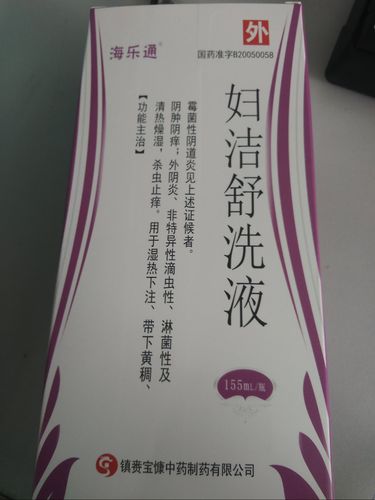 海乐通®
外
国药准字B20050058
妇洁舒洗液
【功能主治】
清热燥湿，杀虫止痒。用于湿热下注、带下黄稠、
阴肿阴痒；外阴炎、非特异性滴虫性、淋菌性及
霉菌性阴道炎见上述证候者。
155mL/瓶
镇赉宝慷中药制药有限公司